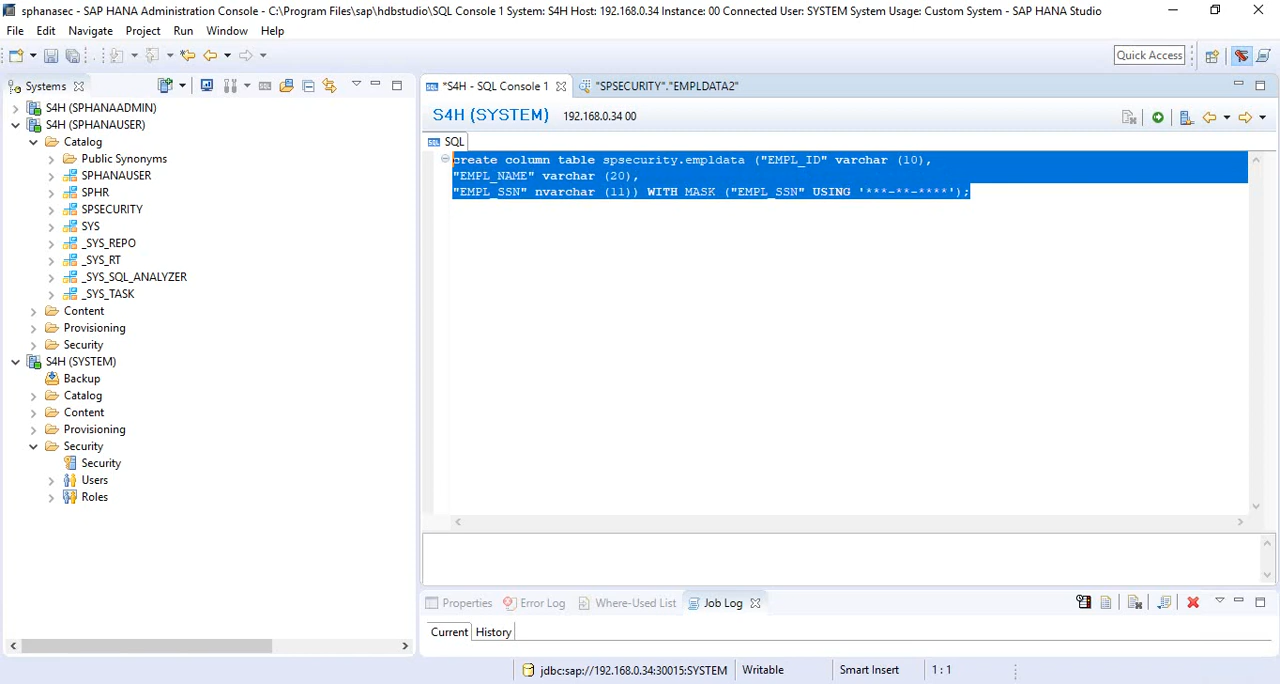 sphanasec - SAP HANA Administration Console - C:\Program Files\sap\hdbstudio\SQL Console 1 System: S4H Host: 192.168.0.34 Instance:00 Connected User: SYSTEM System Usage: Custom System - SAP HANA Studio
File Edit Navigate Project Run Window Help
Quick Access
Systems
S4H (SPHANAADMIN)
S4H (SPHANAUSER)
Catalog
Public Synonyms
SPHANAUSER
SPHR
SPSECURITY
SYS
_SYS_REPO
_SYS_RT
_SYS_SQL_ANALYZER
_SYS_TASK
Content
Provisioning
Security
S4H (SYSTEM)
Backup
Catalog
Content
Provisioning
Security
Security
Users
Roles
*S4H - SQL Console 1
"SPSECURITY"."EMPLDATA2"
S4H (SYSTEM) 192.168.0.34 00
SQL
create column table spsecurity.empldata ("EMPL_ID" varchar (10),
"EMPL_NAME" varchar (20),
"EMPL_SSN" nvarchar (11)) WITH MASK ("EMPL_SSN" USING '***-**-****');
Properties Error Log Where-Used List Job Log
Current History
jdbc:sap://192.168.0.34:30015:SYSTEM Writable Smart Insert 1 : 1